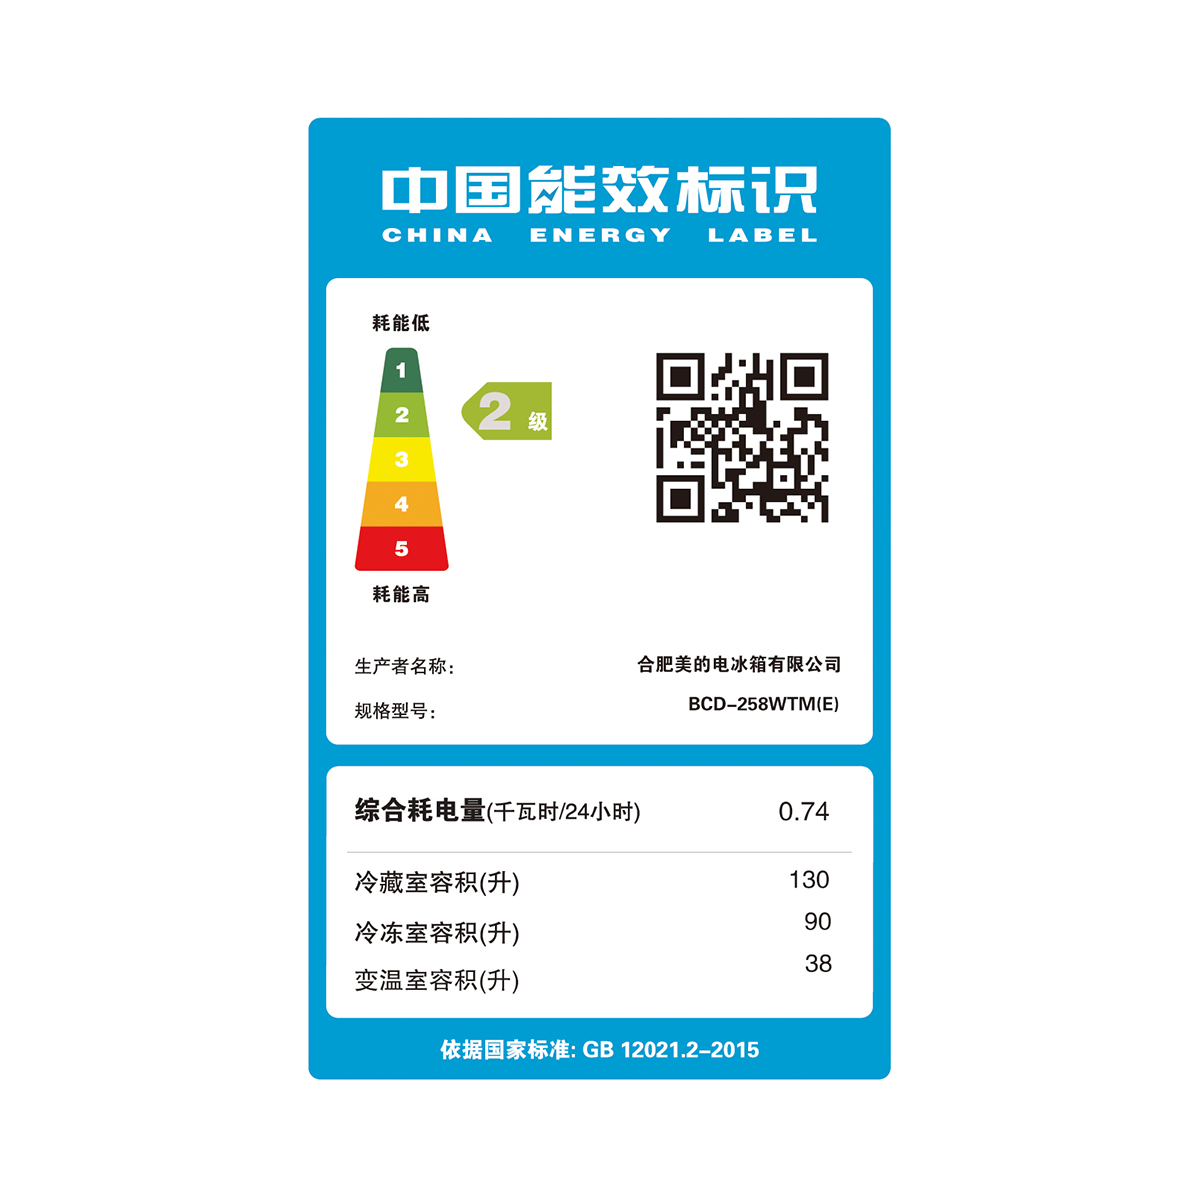 中国能效标识
CHINA ENERGY LABEL
耗能低
1
2
3
4
5
2 级
耗能高
生产者名称: 合肥美的电冰箱有限公司
规格型号: BCD-258WTM(E)
综合耗电量(千瓦时/24小时) 0.74
冷藏室容积(升) 130
冷冻室容积(升) 90
变温室容积(升) 38
依据国家标准: GB 12021.2-2015